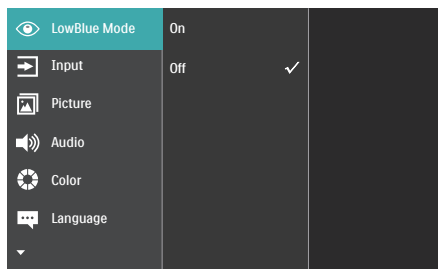 LowBlue Mode
On
Input
Off
Picture
Audio
Color
Language